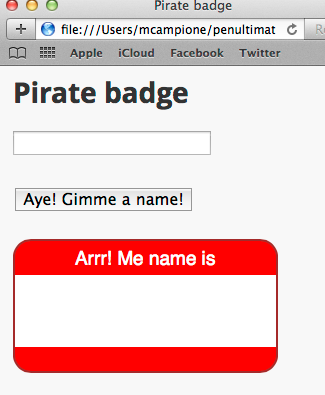 Pirate badge
file:///Users/mcampione/penultimat
Apple iCloud Facebook Twitter
Pirate badge
Aye! Gimme a name!
Arrr! Me name is